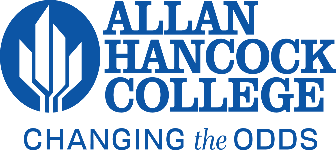 ALLAN
HANCOCK
COLLEGE
CHANGING the ODDS